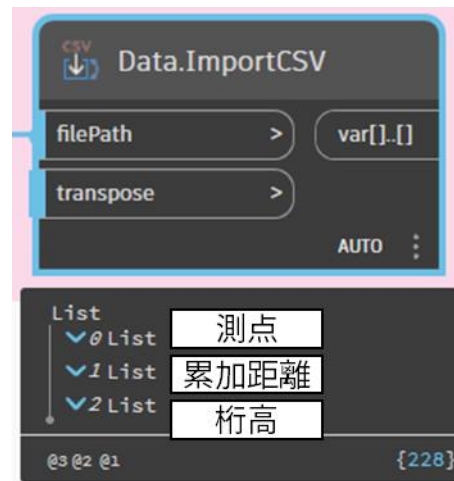 CSV
Data.ImportCSV
filePath >
var[]..[]
transpose >
AUTO
List
0 List 測点
1 List 累加距離
2 List 桁高
@3 @2 @1 {228}